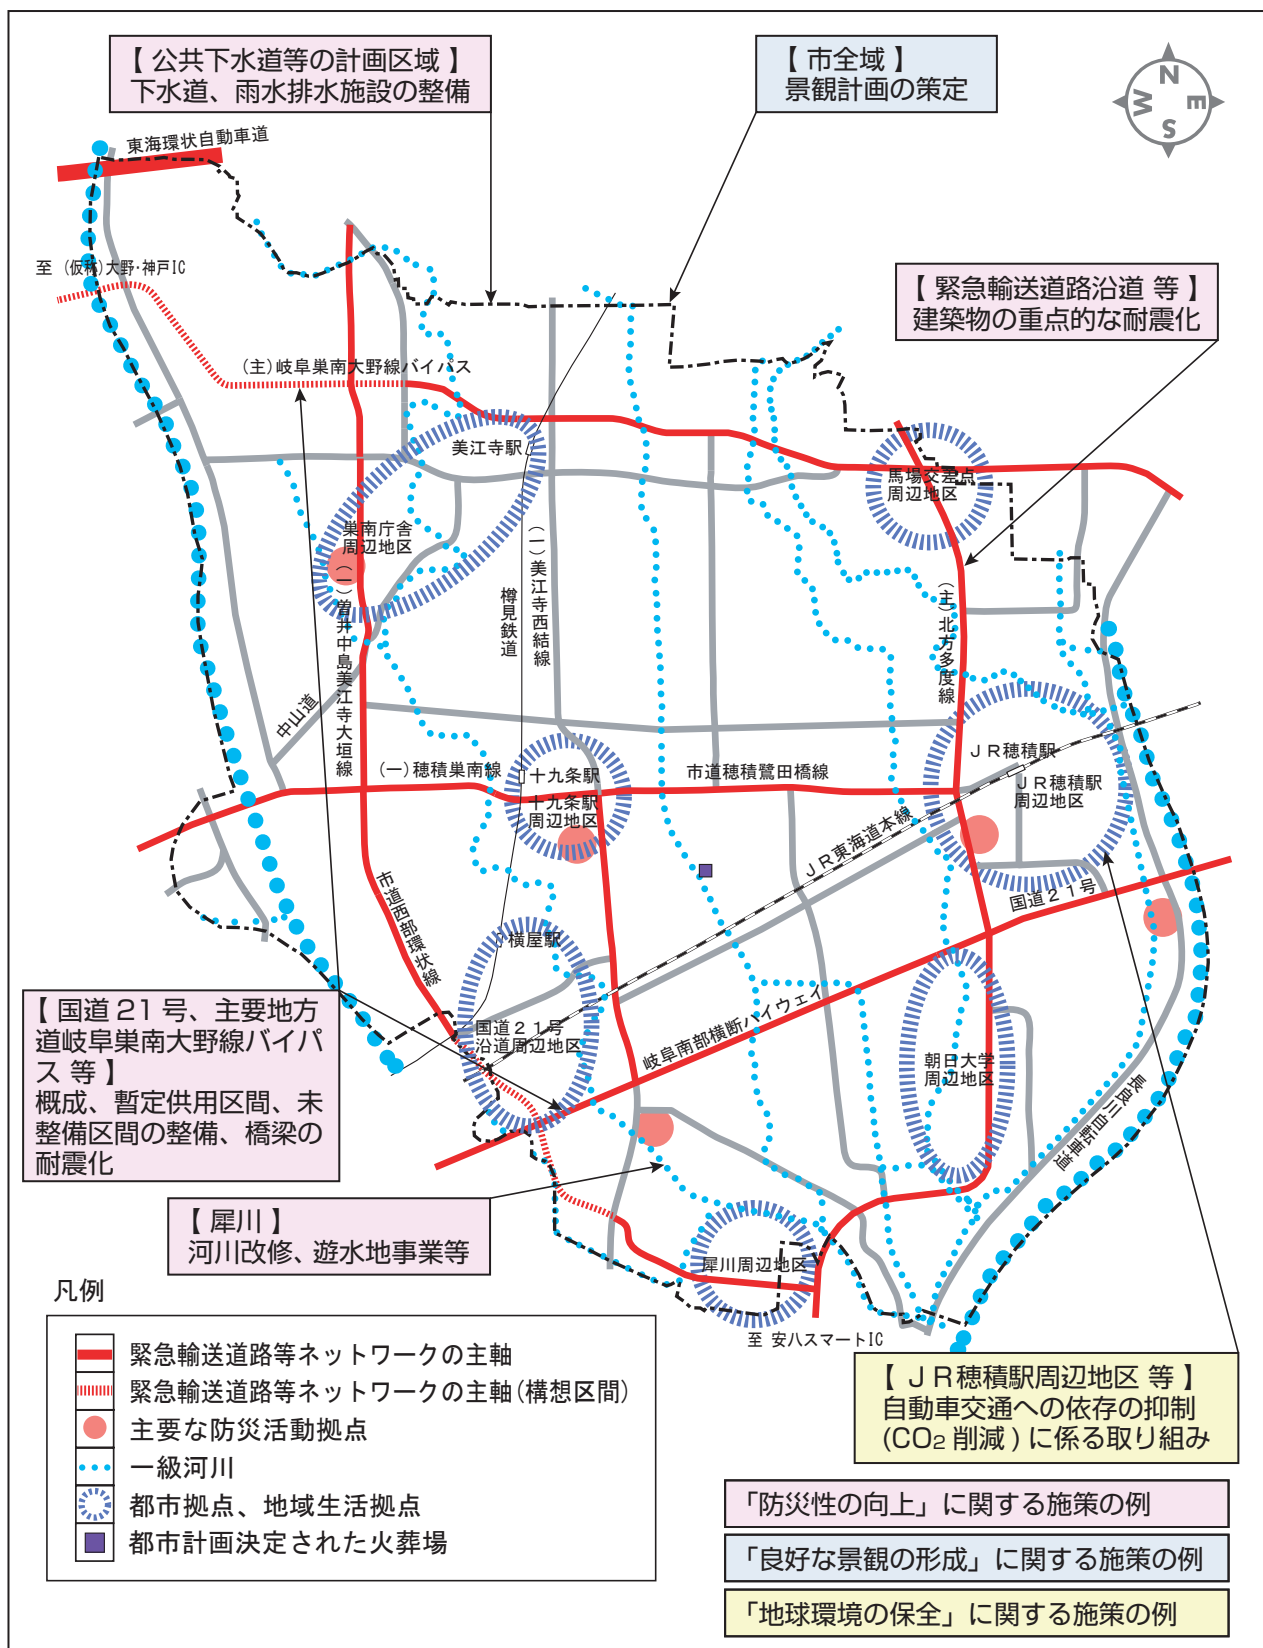 【 公共下水道等の計画区域 】
下水道、雨水排水施設の整備
【 市全域 】
景観計画の策定
N
E
S
W
東海環状自動車道
至 (仮称)大野・神戸IC
【 緊急輸送道路沿道 等 】
建築物の重点的な耐震化
(主)岐阜巣南大野線バイパス
美江寺駅
馬場交差点
周辺地区
巣南庁舎
周辺地区
(一)曽井中島美江寺大垣線
(一)美江寺西結線
樽見鉄道
(主)北方多度線
中山道
(一)穂積巣南線
十九条駅
十九条駅
周辺地区
市道穂積鷺田橋線
JR穂積駅
JR穂積駅
周辺地区
JR東海道本線
国道21号
市道西部環状線
横屋駅
国道21号
沿道周辺地区
岐阜南部横断ハイウェイ
朝日大学
周辺地区
長良川自転車道
【 国道21号、主要地方
道岐阜巣南大野線バイパ
ス 等 】
概成、暫定供用区間、未
整備区間の整備、橋梁の
耐震化
【 犀川 】
河川改修、遊水地事業等
犀川周辺地区
至 安八スマートIC
凡例
緊急輸送道路等ネットワークの主軸
緊急輸送道路等ネットワークの主軸(構想区間)
主要な防災活動拠点
一級河川
都市拠点、地域生活拠点
都市計画決定された火葬場
【 JR穂積駅周辺地区 等 】
自動車交通への依存の抑制
(CO₂削減)に係る取り組み
「防災性の向上」に関する施策の例
「良好な景観の形成」に関する施策の例
「地球環境の保全」に関する施策の例